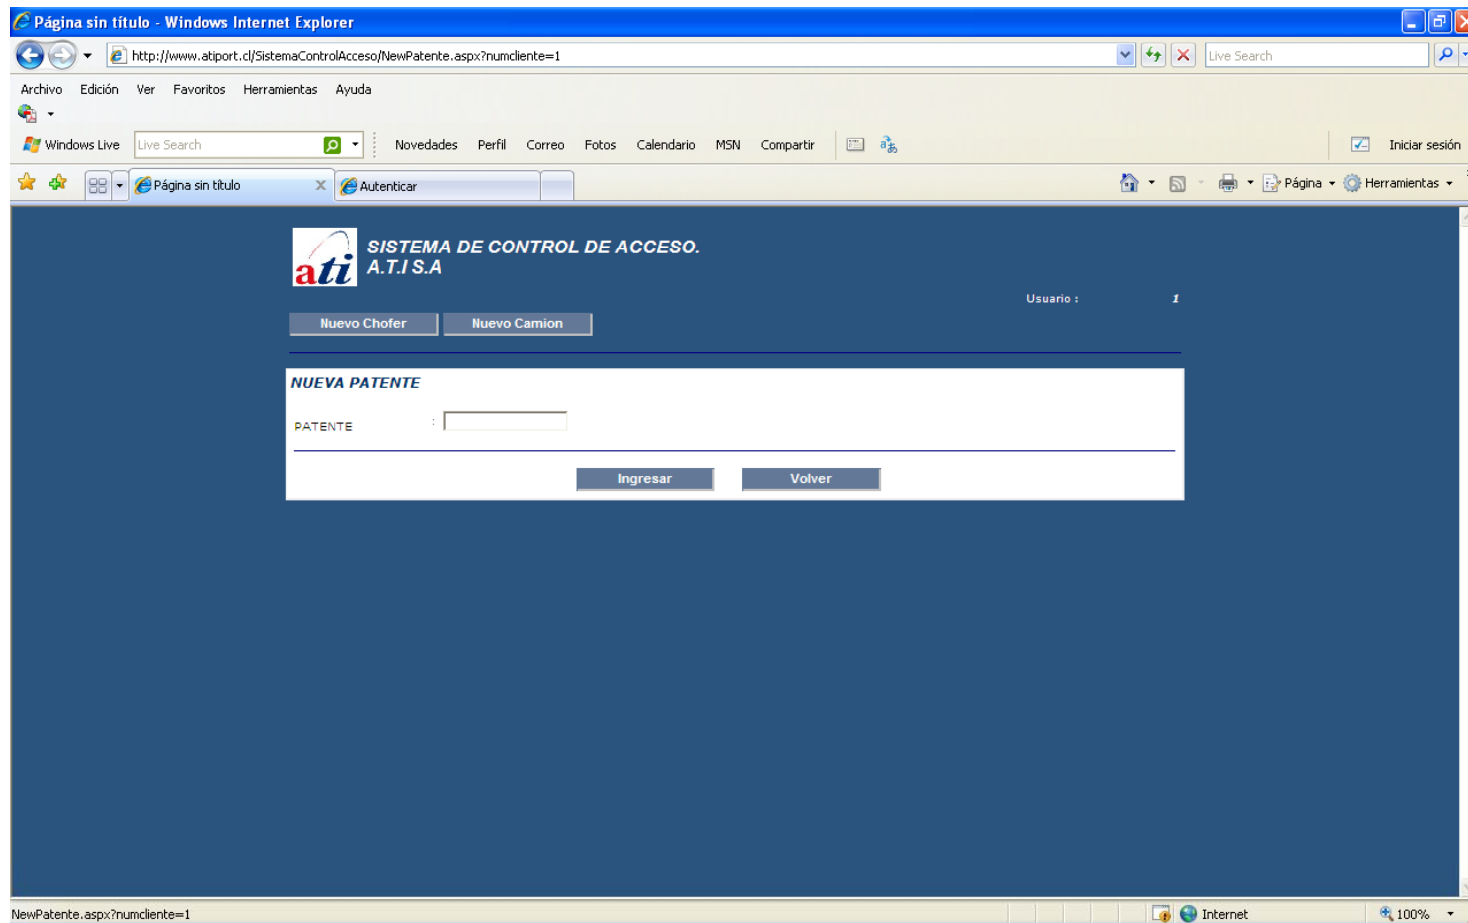 Página sin título - Windows Internet Explorer
http://www.atiport.cl/SistemaControlAcceso/NewPatente.aspx?numcliente=1
Live Search
Archivo Edición Ver Favoritos Herramientas Ayuda
Windows Live Live Search Novedades Perfil Correo Fotos Calendario MSN Compartir Iniciar sesión
Página sin título Autenticar Página Herramientas
ati
SISTEMA DE CONTROL DE ACCESO.
A.T.I S.A
Usuario : 1
Nuevo Chofer Nuevo Camion
NUEVA PATENTE
PATENTE :
Ingresar Volver
NewPatente.aspx?numcliente=1 Internet 100%